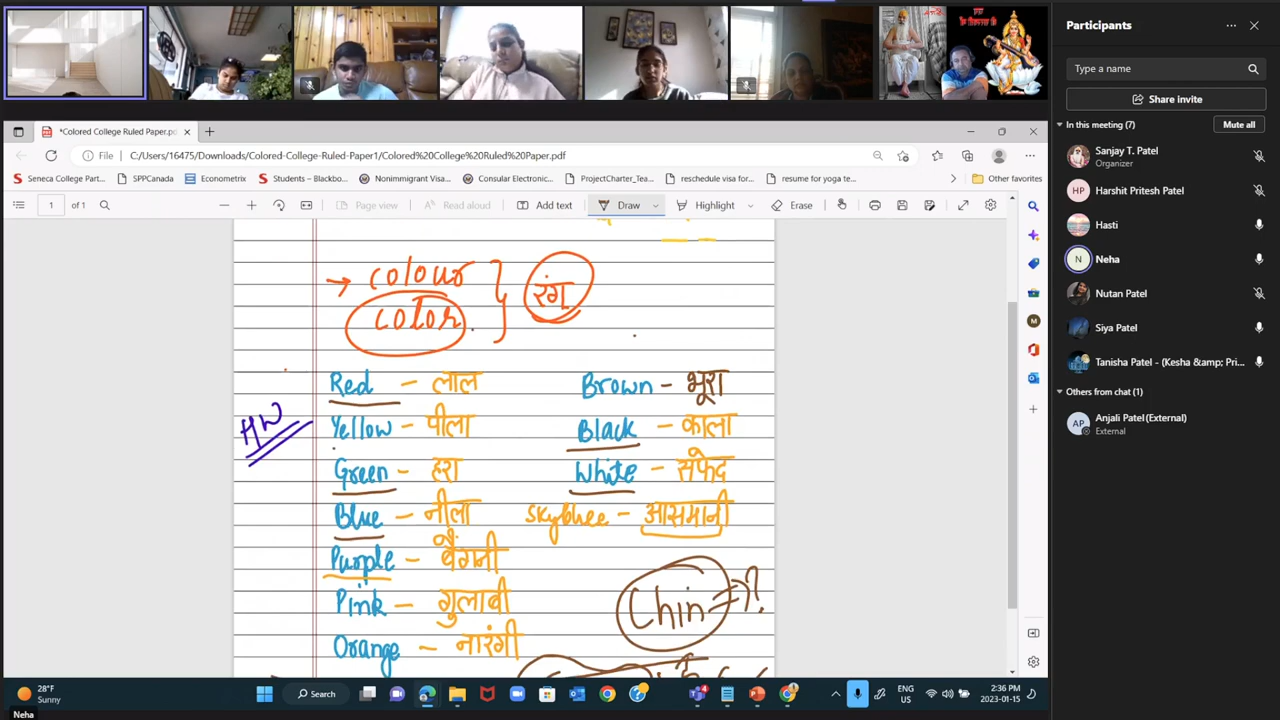 Participants
Type a name
Share invite
In this meeting (7)
Mute all
Sanjay T. Patel
Organizer
HP Harshit Pritesh Patel
Hasti
N Neha
Nutan Patel
Siya Patel
Tanisha Patel - (Kesha &amp; Pri...
Others from chat (1)
AP Anjali Patel (External)
External
*Colored College Ruled Paper.pd
File C:/Users/16475/Downloads/Colored-College-Ruled-Paper1/Colored%20College%20Ruled%20Paper.pdf
Seneca College Part... SPPCanada Econometrix Students – Blackbo... Nonimmigrant Visa... Consular Electronic... ProjectCharter_Tea... reschedule visa for... resume for yoga te... Other favorites
1 of 1 Page view Read aloud Add text Draw Highlight Erase
→ colour
color
रंग
HW
Red – लाल
Yellow – पीला
Green – हरा
Blue – नीला
Purple – बैंगनी
Pink – गुलाबी
Orange – नारंगी
Brown – भूरा
Black – काला
White – सफेद
Skyblue – आसमानी
Chin
28°F
Sunny
Search
ENG
US
2:36 PM
2023-01-15
Neha